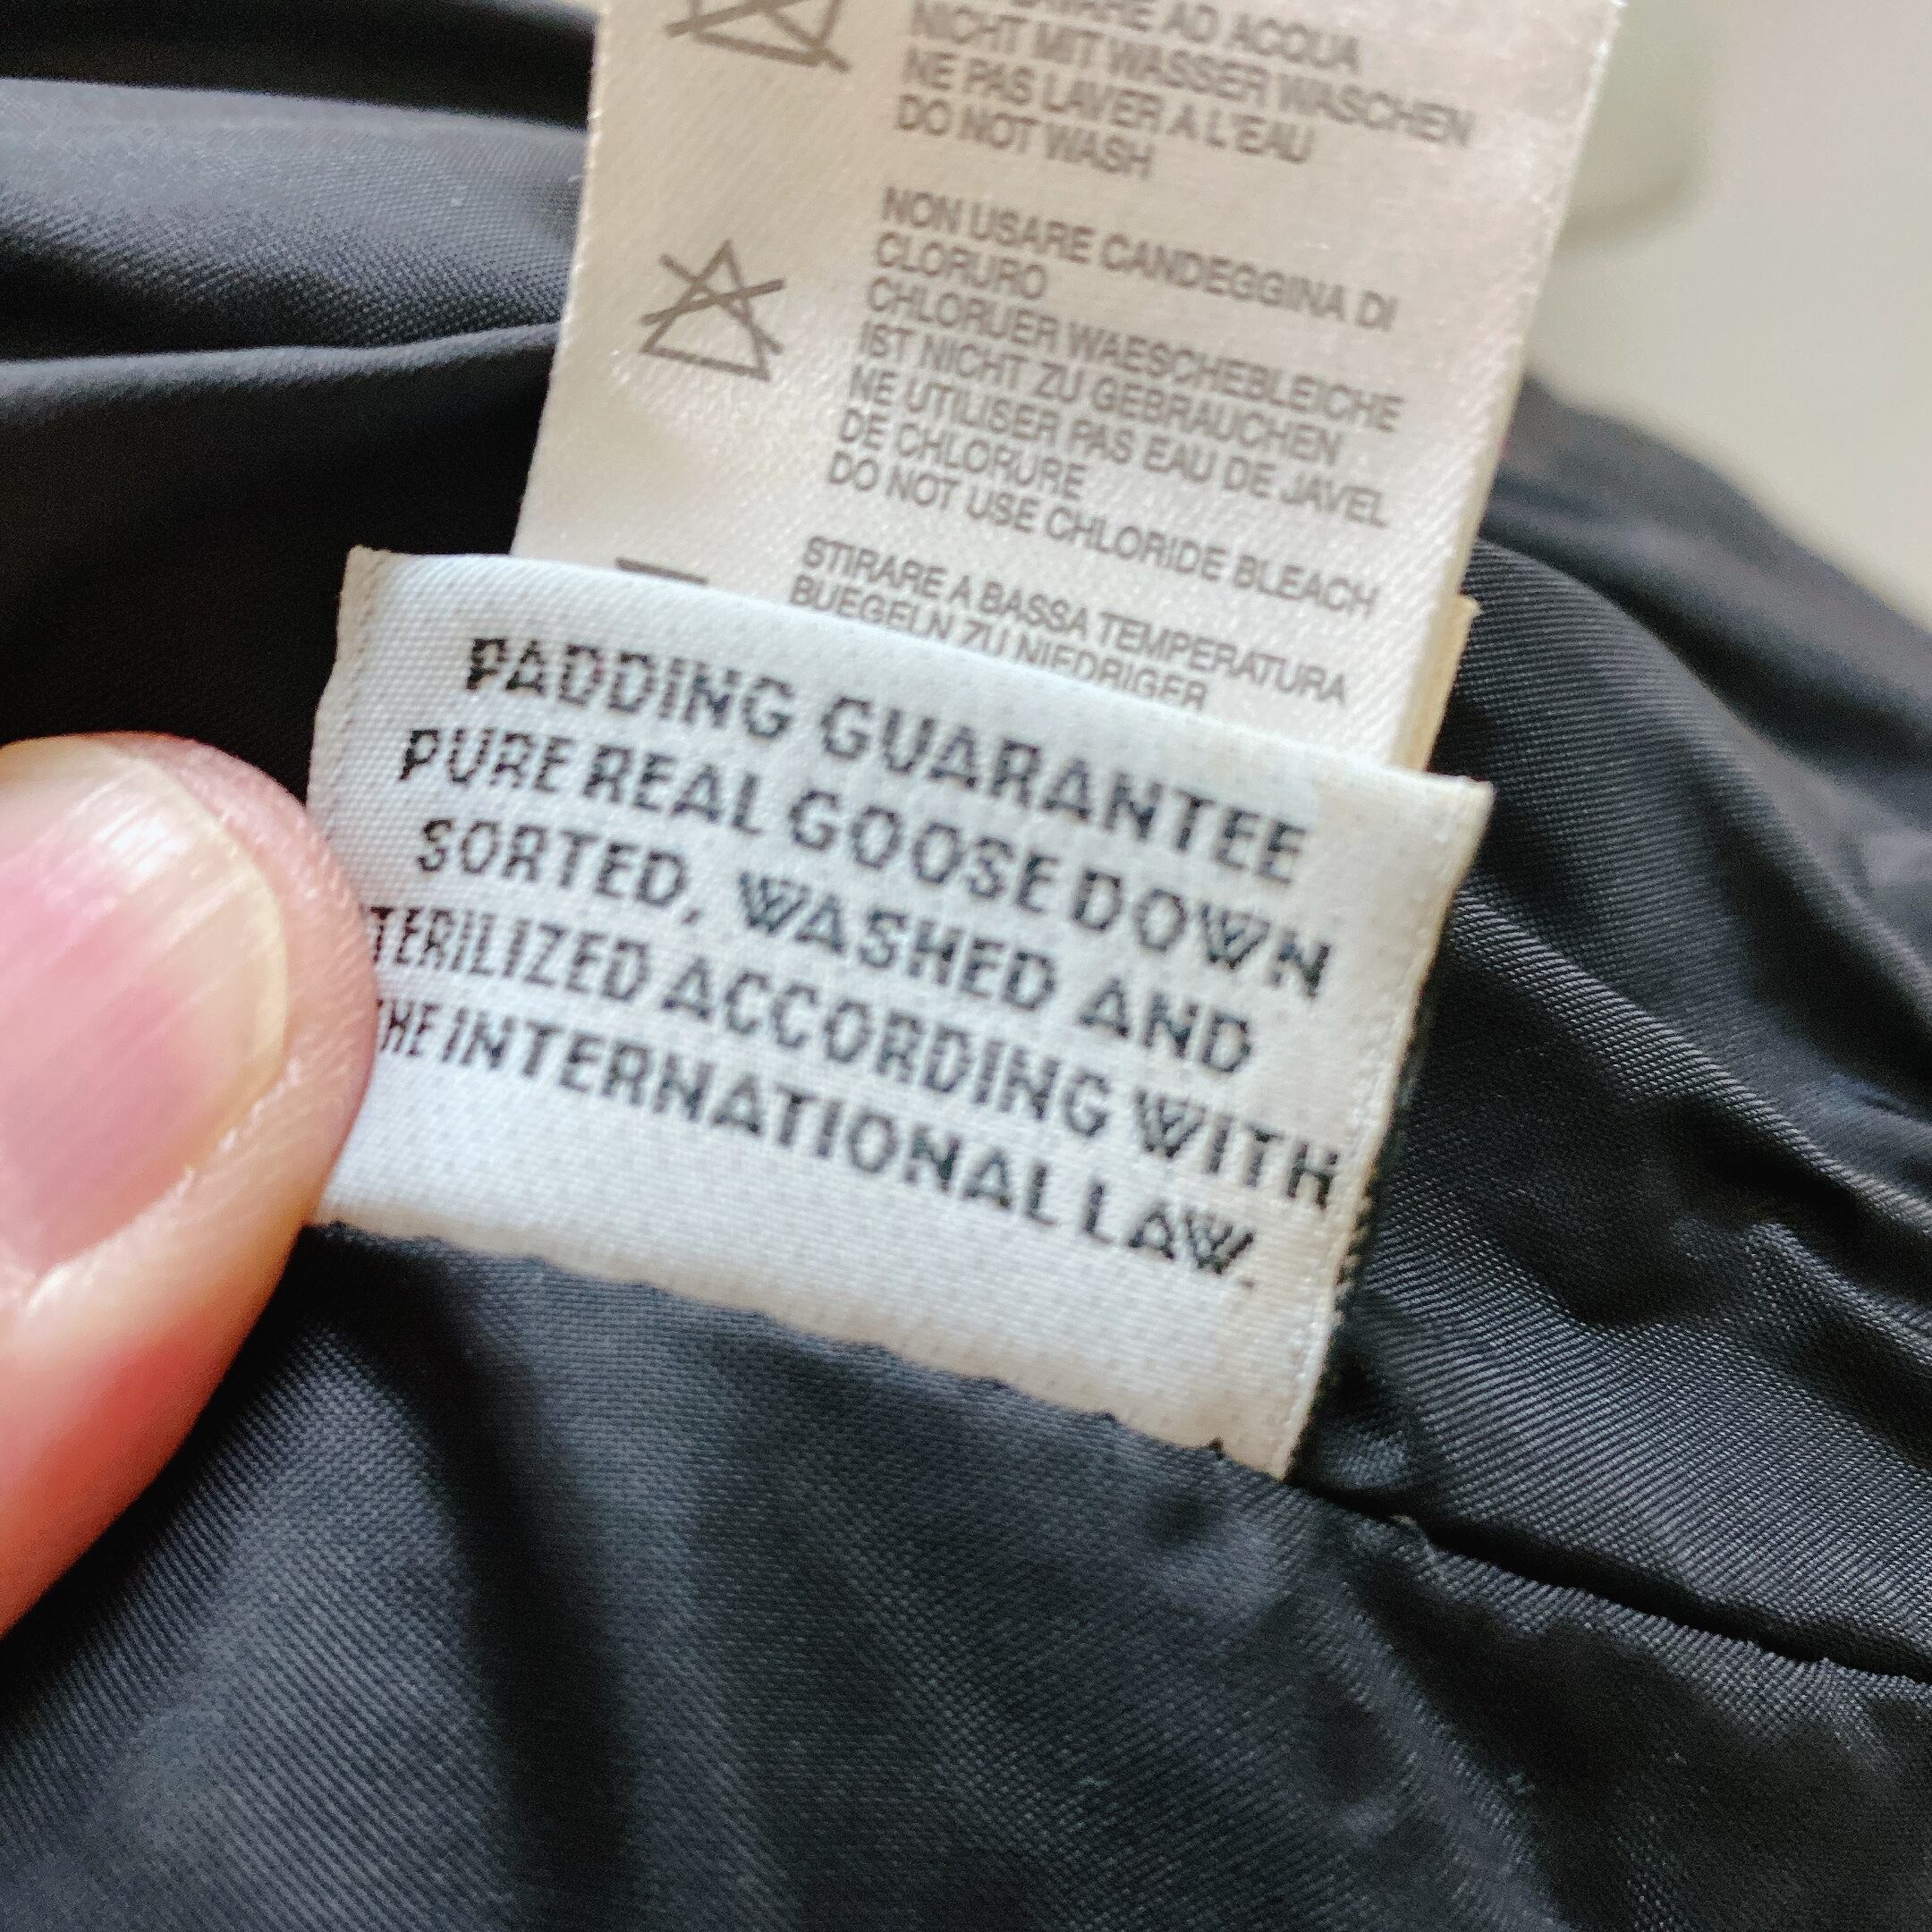 AD ACQUA
NICHT MIT WASSER WASCHEN
NE PAS LAVER A L'EAU
DO NOT WASH
NON USARE CANDEGGINA DI
CLORURO
CHLORUER WAESCHEBLEICHE
IST NICHT ZU GEBRAUCHEN
NE UTILISER PAS EAU DE JAVEL
DE CHLORURE
DO NOT USE CHLORIDE BLEACH
STIRARE A BASSA TEMPERATURA
BUEGELN ZU NIEDRIGER
PADDING GUARANTEE
PURE REAL GOOSE DOWN
SORTED, WASHED AND
TERILIZED ACCORDING WITH
HE INTERNATIONAL LAW.